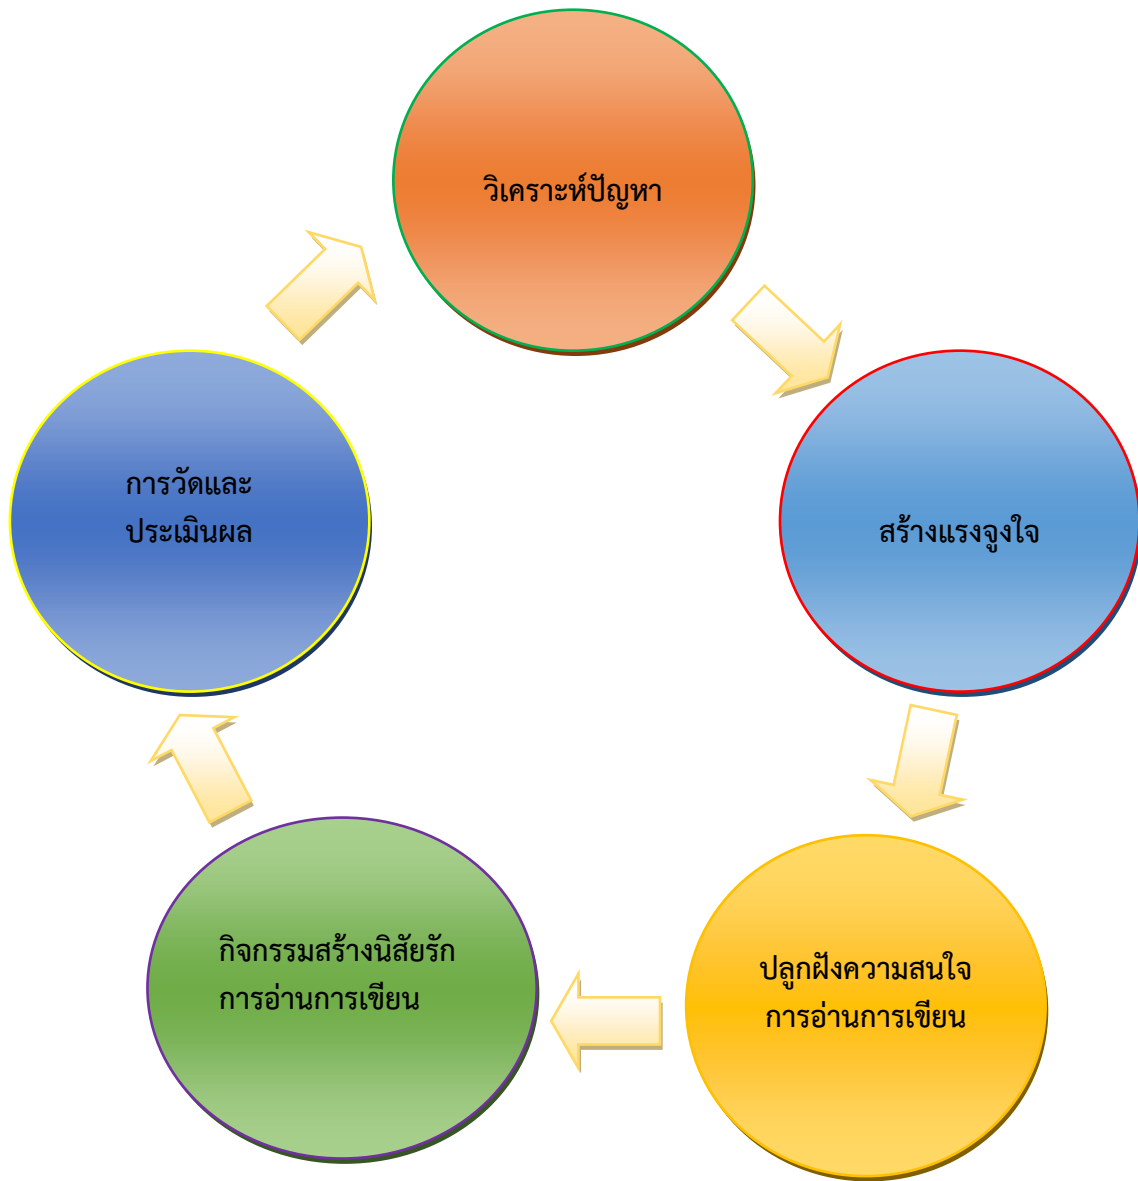 วิเคราะห์ปัญหา
สร้างแรงจูงใจ
ปลูกฝังความสนใจ
การอ่านการเขียน
กิจกรรมสร้างนิสัยรัก
การอ่านการเขียน
การวัดและ
ประเมินผล